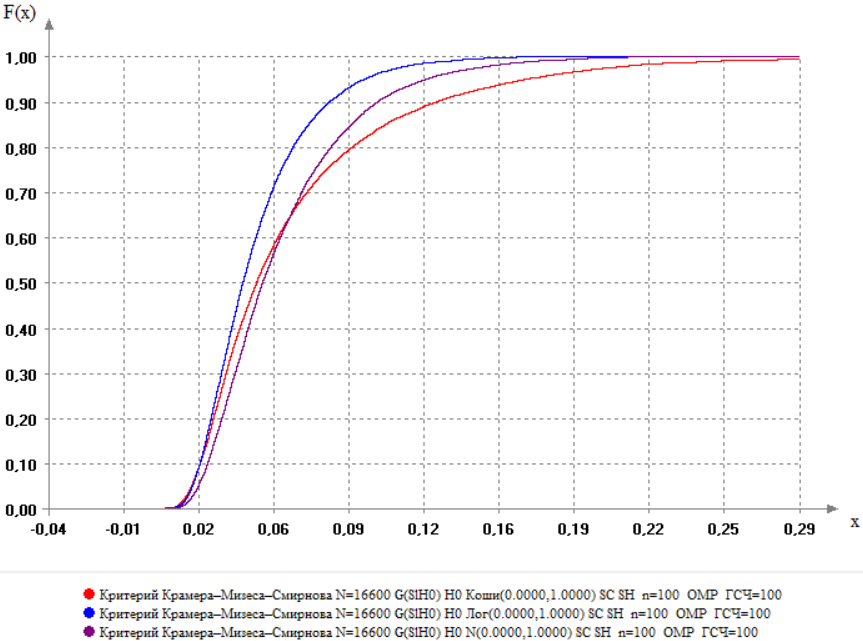 F(x)
1,00
0,90
0,80
0,70
0,60
0,50
0,40
0,30
0,20
0,10
0,00
-0,04 -0,01 0,02 0,06 0,09 0,12 0,16 0,19 0,22 0,25 0,29 x
Критерий Крамера–Мизеса–Смирнова N=16600 G(S|H0) H0 Коши(0.0000,1.0000) SC SH n=100 ОМР ГСЧ=100
Критерий Крамера–Мизеса–Смирнова N=16600 G(S|H0) H0 Лог(0.0000,1.0000) SC SH n=100 ОМР ГСЧ=100
Критерий Крамера–Мизеса–Смирнова N=16600 G(S|H0) H0 N(0.0000,1.0000) SC SH n=100 ОМР ГСЧ=100